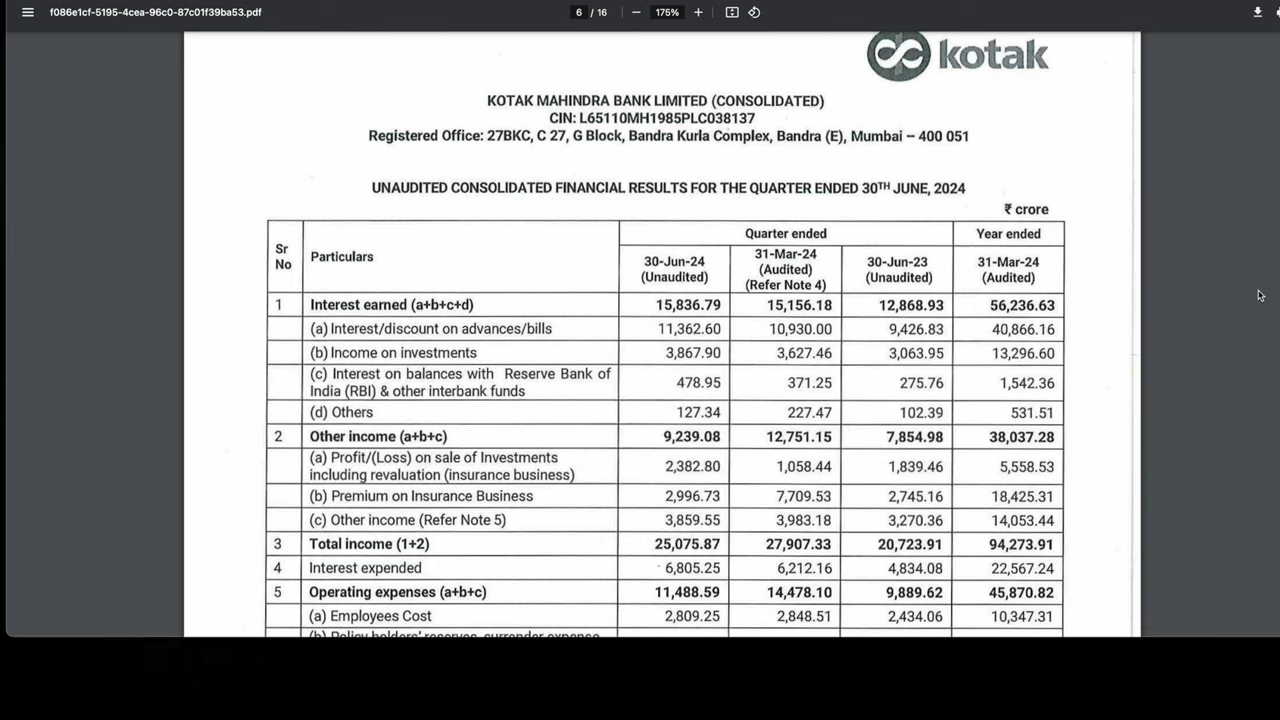 f086e1cf-5195-4cea-96c0-87c01f39ba53.pdf 6 / 16 175%
kotak
KOTAK MAHINDRA BANK LIMITED (CONSOLIDATED)
CIN: L65110MH1985PLC038137
Registered Office: 27BKC, C 27, G Block, Bandra Kurla Complex, Bandra (E), Mumbai – 400 051
UNAUDITED CONSOLIDATED FINANCIAL RESULTS FOR THE QUARTER ENDED 30TH JUNE, 2024
₹ crore
Sr No Particulars Quarter ended Year ended
30-Jun-24 (Unaudited) 31-Mar-24 (Audited) (Refer Note 4) 30-Jun-23 (Unaudited) 31-Mar-24 (Audited)
1 Interest earned (a+b+c+d) 15,836.79 15,156.18 12,868.93 56,236.63
(a) Interest/discount on advances/bills 11,362.60 10,930.00 9,426.83 40,866.16
(b) Income on investments 3,867.90 3,627.46 3,063.95 13,296.60
(c) Interest on balances with Reserve Bank of
India (RBI) & other interbank funds 478.95 371.25 275.76 1,542.36
(d) Others 127.34 227.47 102.39 531.51
2 Other income (a+b+c) 9,239.08 12,751.15 7,854.98 38,037.28
(a) Profit/(Loss) on sale of Investments
including revaluation (insurance business) 2,382.80 1,058.44 1,839.46 5,558.53
(b) Premium on Insurance Business 2,996.73 7,709.53 2,745.16 18,425.31
(c) Other income (Refer Note 5) 3,859.55 3,983.18 3,270.36 14,053.44
3 Total income (1+2) 25,075.87 27,907.33 20,723.91 94,273.91
4 Interest expended 6,805.25 6,212.16 4,834.08 22,567.24
5 Operating expenses (a+b+c) 11,488.59 14,478.10 9,889.62 45,870.82
(a) Employees Cost 2,809.25 2,848.51 2,434.06 10,347.31
(b) Policy holders' reserves, surrender expense